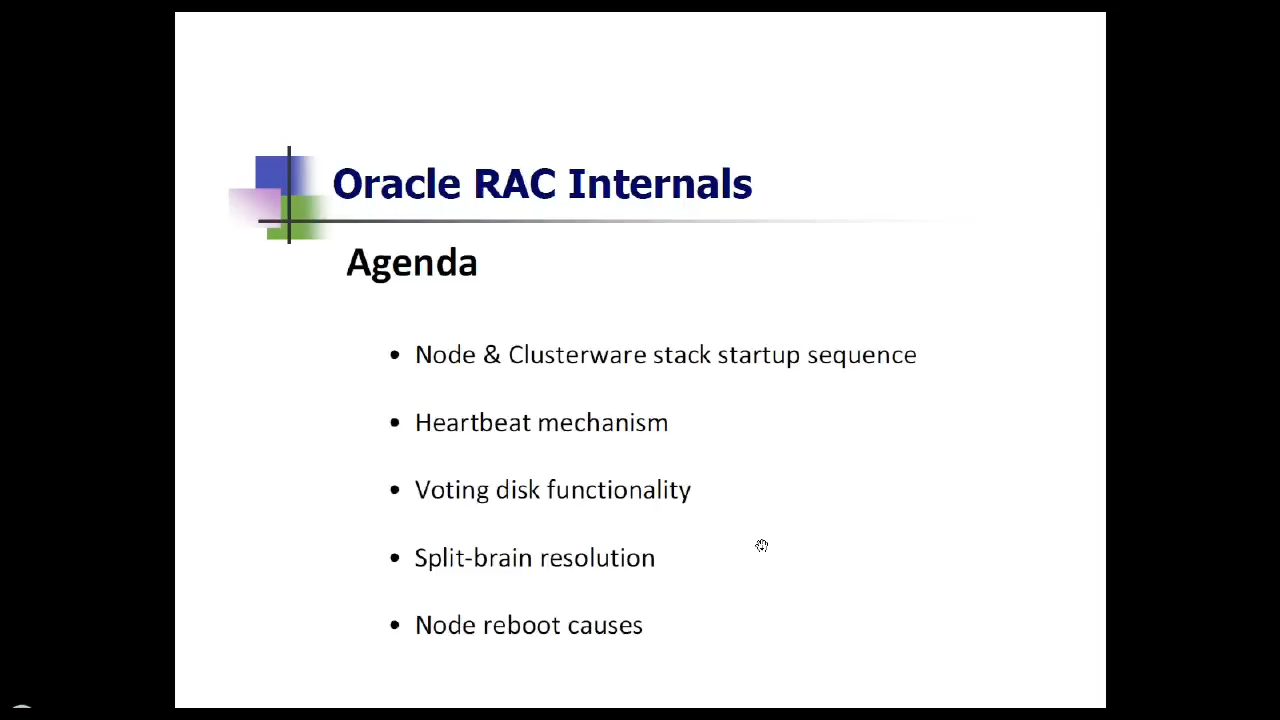 Oracle RAC Internals
Agenda
• Node & Clusterware stack startup sequence
• Heartbeat mechanism
• Voting disk functionality
• Split-brain resolution
• Node reboot causes